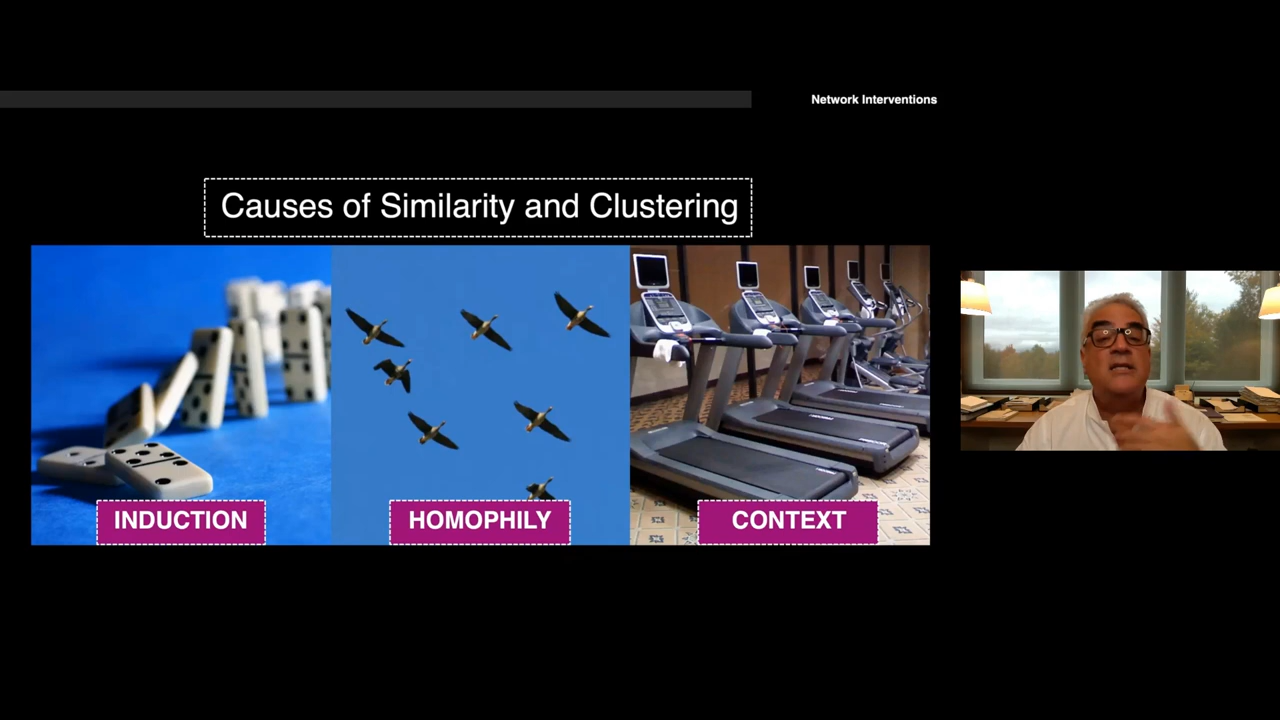 Network Interventions
Causes of Similarity and Clustering
INDUCTION
HOMOPHILY
CONTEXT